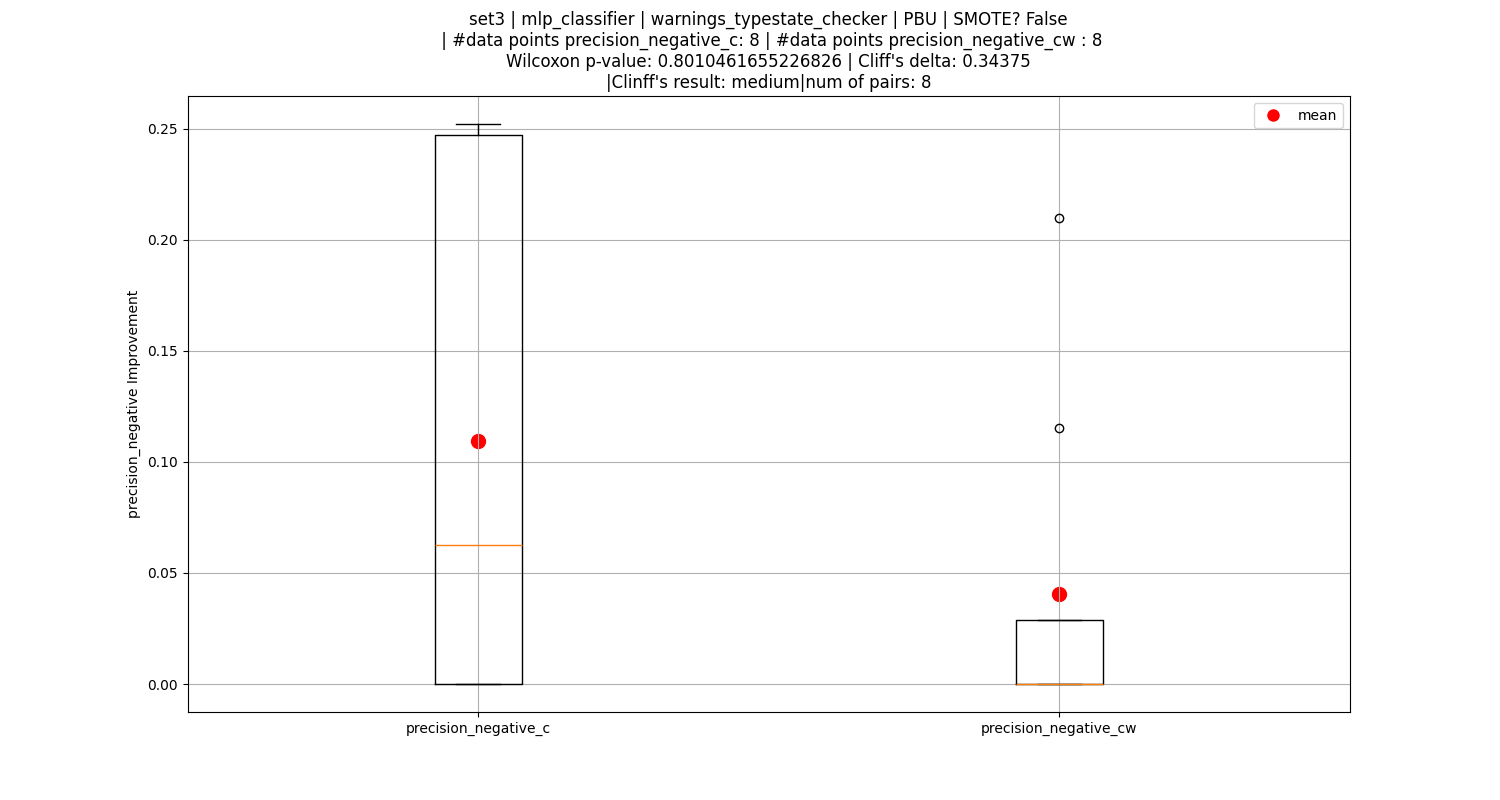 set3 | mlp_classifier | warnings_typestate_checker | PBU | SMOTE? False
| #data points precision_negative_c: 8 | #data points precision_negative_cw : 8
Wilcoxon p-value: 0.8010461655226826 | Cliff's delta: 0.34375
|Clinff's result: medium|num of pairs: 8
mean
0.25
0.20
0.15
0.10
0.05
0.00
precision_negative Improvement
precision_negative_c
precision_negative_cw